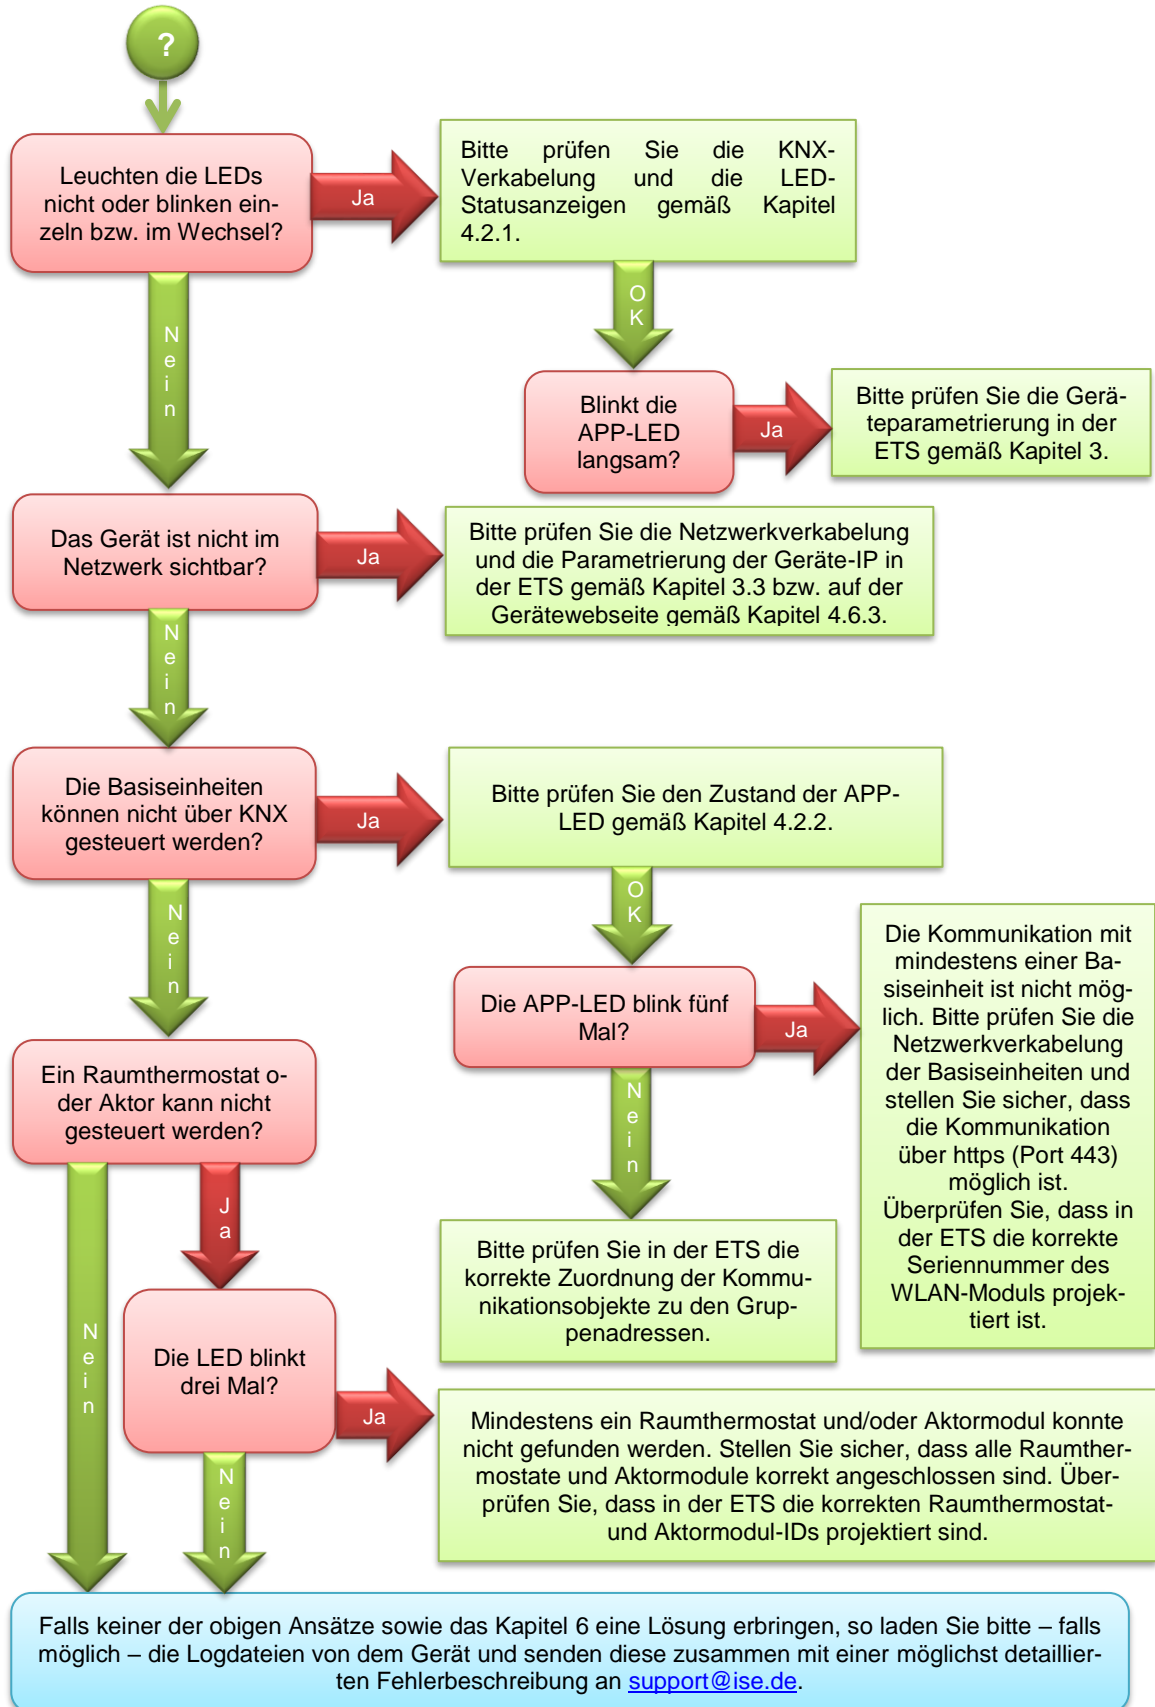 ?
Leuchten die LEDs
nicht oder blinken ein-
zeln bzw. im Wechsel?
Ja
Bitte prüfen Sie die KNX-
Verkabelung und die LED-
Statusanzeigen gemäß Kapitel
4.2.1.
OK
Blinkt die
APP-LED
langsam?
Ja
Bitte prüfen Sie die Gerä-
teparametrierung in der
ETS gemäß Kapitel 3.
Nein
Das Gerät ist nicht im
Netzwerk sichtbar?
Ja
Bitte prüfen Sie die Netzwerkverkabelung
und die Parametrierung der Geräte-IP in
der ETS gemäß Kapitel 3.3 bzw. auf der
Gerätewebseite gemäß Kapitel 4.6.3.
Nein
Die Basiseinheiten
können nicht über KNX
gesteuert werden?
Ja
Bitte prüfen Sie den Zustand der APP-
LED gemäß Kapitel 4.2.2.
OK
Die APP-LED blink fünf
Mal?
Ja
Die Kommunikation mit
mindestens einer Ba-
siseinheit ist nicht mög-
lich. Bitte prüfen Sie die
Netzwerkverkabelung
der Basiseinheiten und
stellen Sie sicher, dass
die Kommunikation
über https (Port 443)
möglich ist.
Überprüfen Sie, dass in
der ETS die korrekte
Seriennummer des
WLAN-Moduls projek-
tiert ist.
Nein
Bitte prüfen Sie in der ETS die
korrekte Zuordnung der Kommu-
nikationsobjekte zu den Grup-
penadressen.
Nein
Ein Raumthermostat o-
der Aktor kann nicht
gesteuert werden?
Ja
Nein
Die LED blinkt
drei Mal?
Ja
Mindestens ein Raumthermostat und/oder Aktormodul konnte
nicht gefunden werden. Stellen Sie sicher, dass alle Raumther-
mostate und Aktormodule korrekt angeschlossen sind. Über-
prüfen Sie, dass in der ETS die korrekten Raumthermostat-
und Aktormodul-IDs projektiert sind.
Nein
Falls keiner der obigen Ansätze sowie das Kapitel 6 eine Lösung erbringen, so laden Sie bitte – falls
möglich – die Logdateien von dem Gerät und senden diese zusammen mit einer möglichst detaillier-
ten Fehlerbeschreibung an support@ise.de.